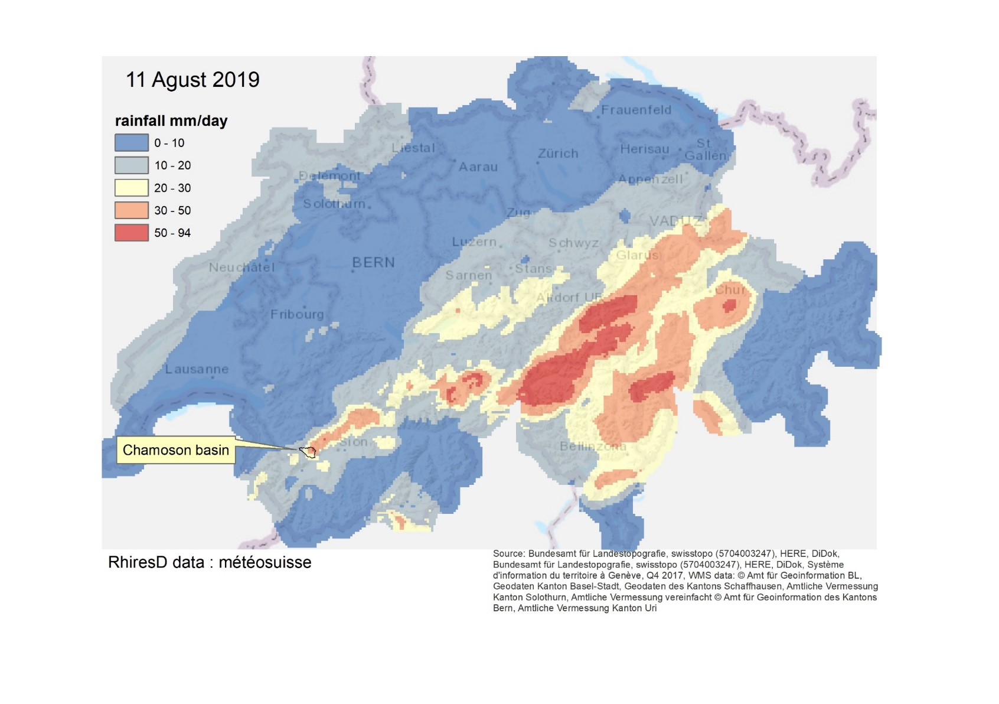 11 Agust 2019
rainfall mm/day
0 - 10
10 - 20
20 - 30
30 - 50
50 - 94
Frauenfeld
Liestal
Zürich
Herisau
St.
Gallen
Aarau
Delémont
Appenzell
Solothurn
Zug
VADUZ
Luzern
Schwyz
Glarus
BERN
Neuchâtel
Stans
Sarnen
Chur
Altdorf UR
Fribourg
Lausanne
Sion
Bellinzona
Chamoson basin
RhiresD data : météosuisse
Source: Bundesamt für Landestopografie, swisstopo (5704003247), HERE, DiDok,
Bundesamt für Landestopografie, swisstopo (5704003247), HERE, DiDok, Système
d'information du territoire à Genève, Q4 2017, WMS data: © Amt für Geoinformation BL,
Geodaten Kanton Basel-Stadt, Geodaten des Kantons Schaffhausen, Amtliche Vermessung
Kanton Solothurn, Amtliche Vermessung vereinfacht © Amt für Geoinformation des Kantons
Bern, Amtliche Vermessung Kanton Uri